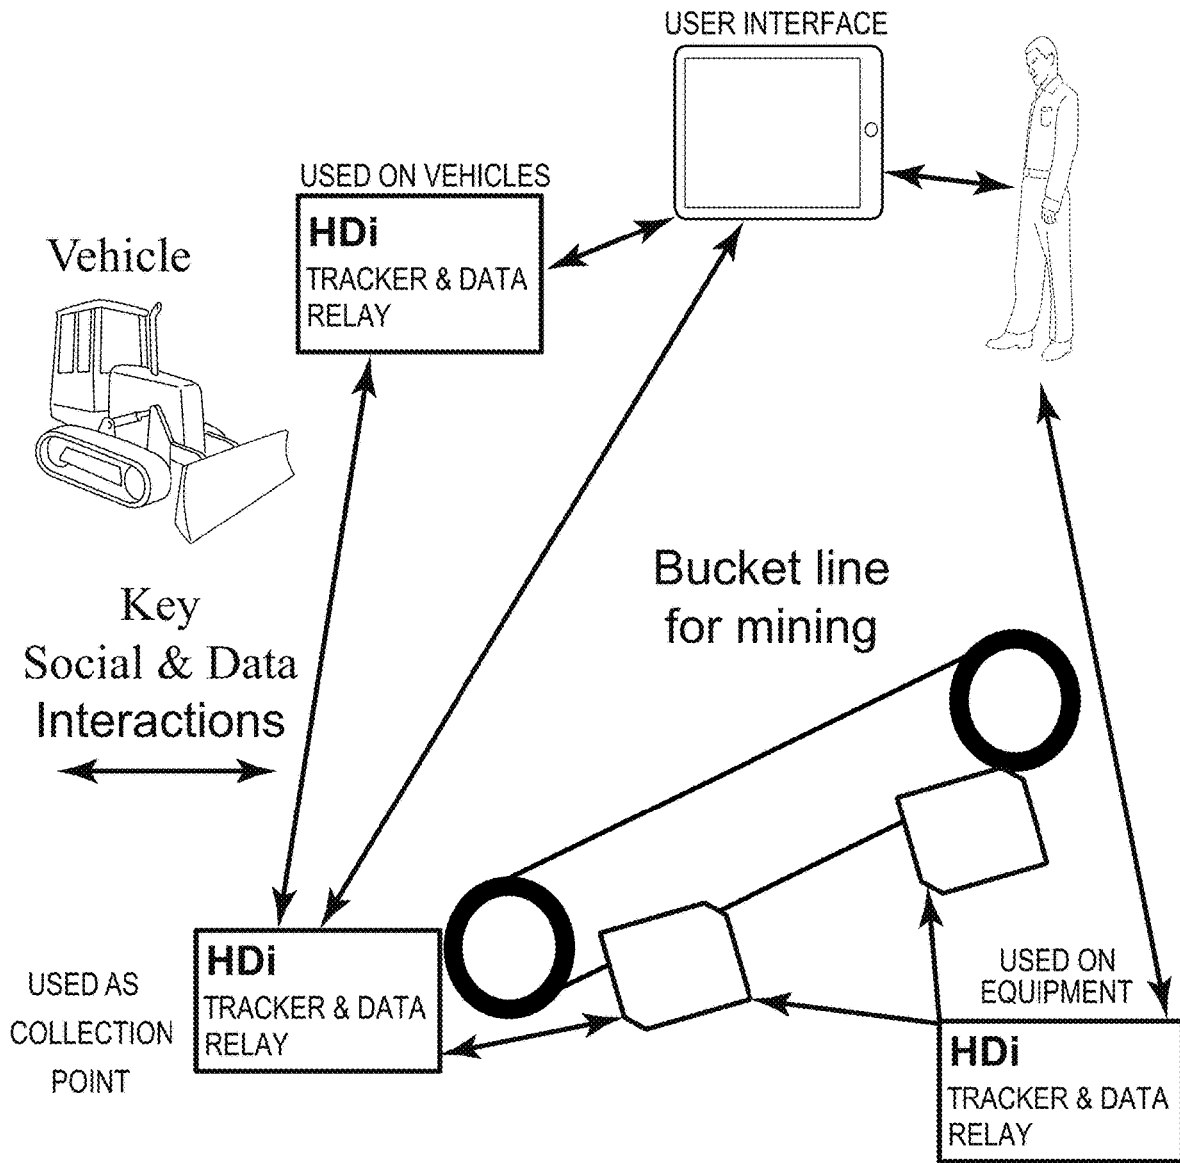 USER INTERFACE
USED ON VEHICLES
HDi
TRACKER & DATA
RELAY
Vehicle
Bucket line
for mining
Key
Social & Data
Interactions
USED AS
COLLECTION
POINT
HDi
TRACKER & DATA
RELAY
USED ON
EQUIPMENT
HDi
TRACKER & DATA
RELAY